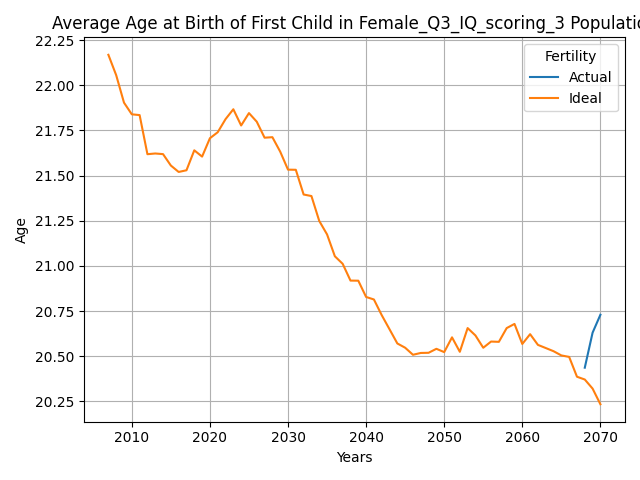 Average Age at Birth of First Child in Female_Q3_IQ_scoring_3 Populatio
22.25
22.00
21.75
21.50
21.25
21.00
20.75
20.50
20.25
Age
Fertility
Actual
Ideal
2010 2020 2030 2040 2050 2060 2070
Years